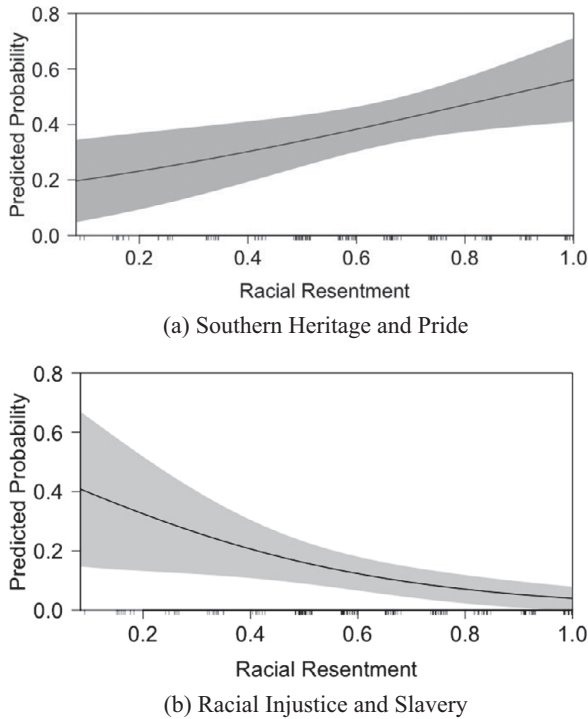 0.8
0.6
0.4
0.2
0.0
Predicted Probability
0.2 0.4 0.6 0.8 1.0
Racial Resentment
(a) Southern Heritage and Pride
0.8
0.6
0.4
0.2
0.0
Predicted Probability
0.2 0.4 0.6 0.8 1.0
Racial Resentment
(b) Racial Injustice and Slavery